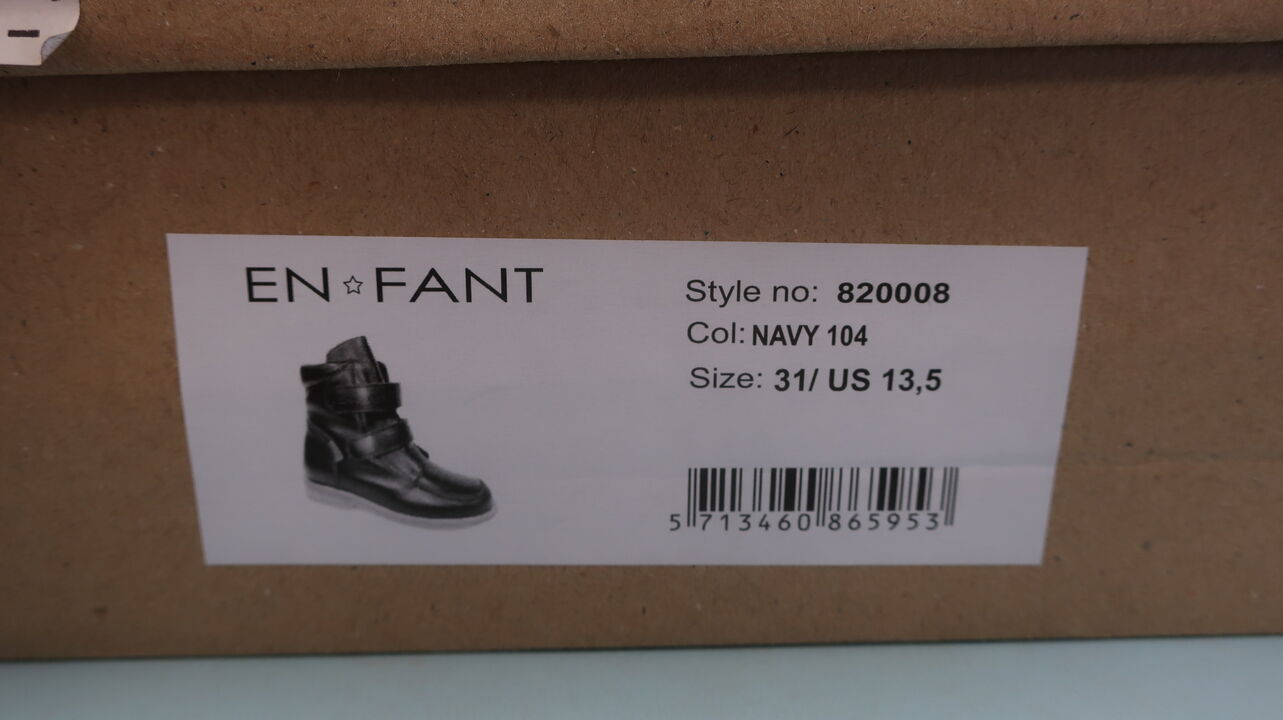 EN☆FANT
Style no: 820008
Col: NAVY 104
Size: 31/ US 13,5
5 713460 865953